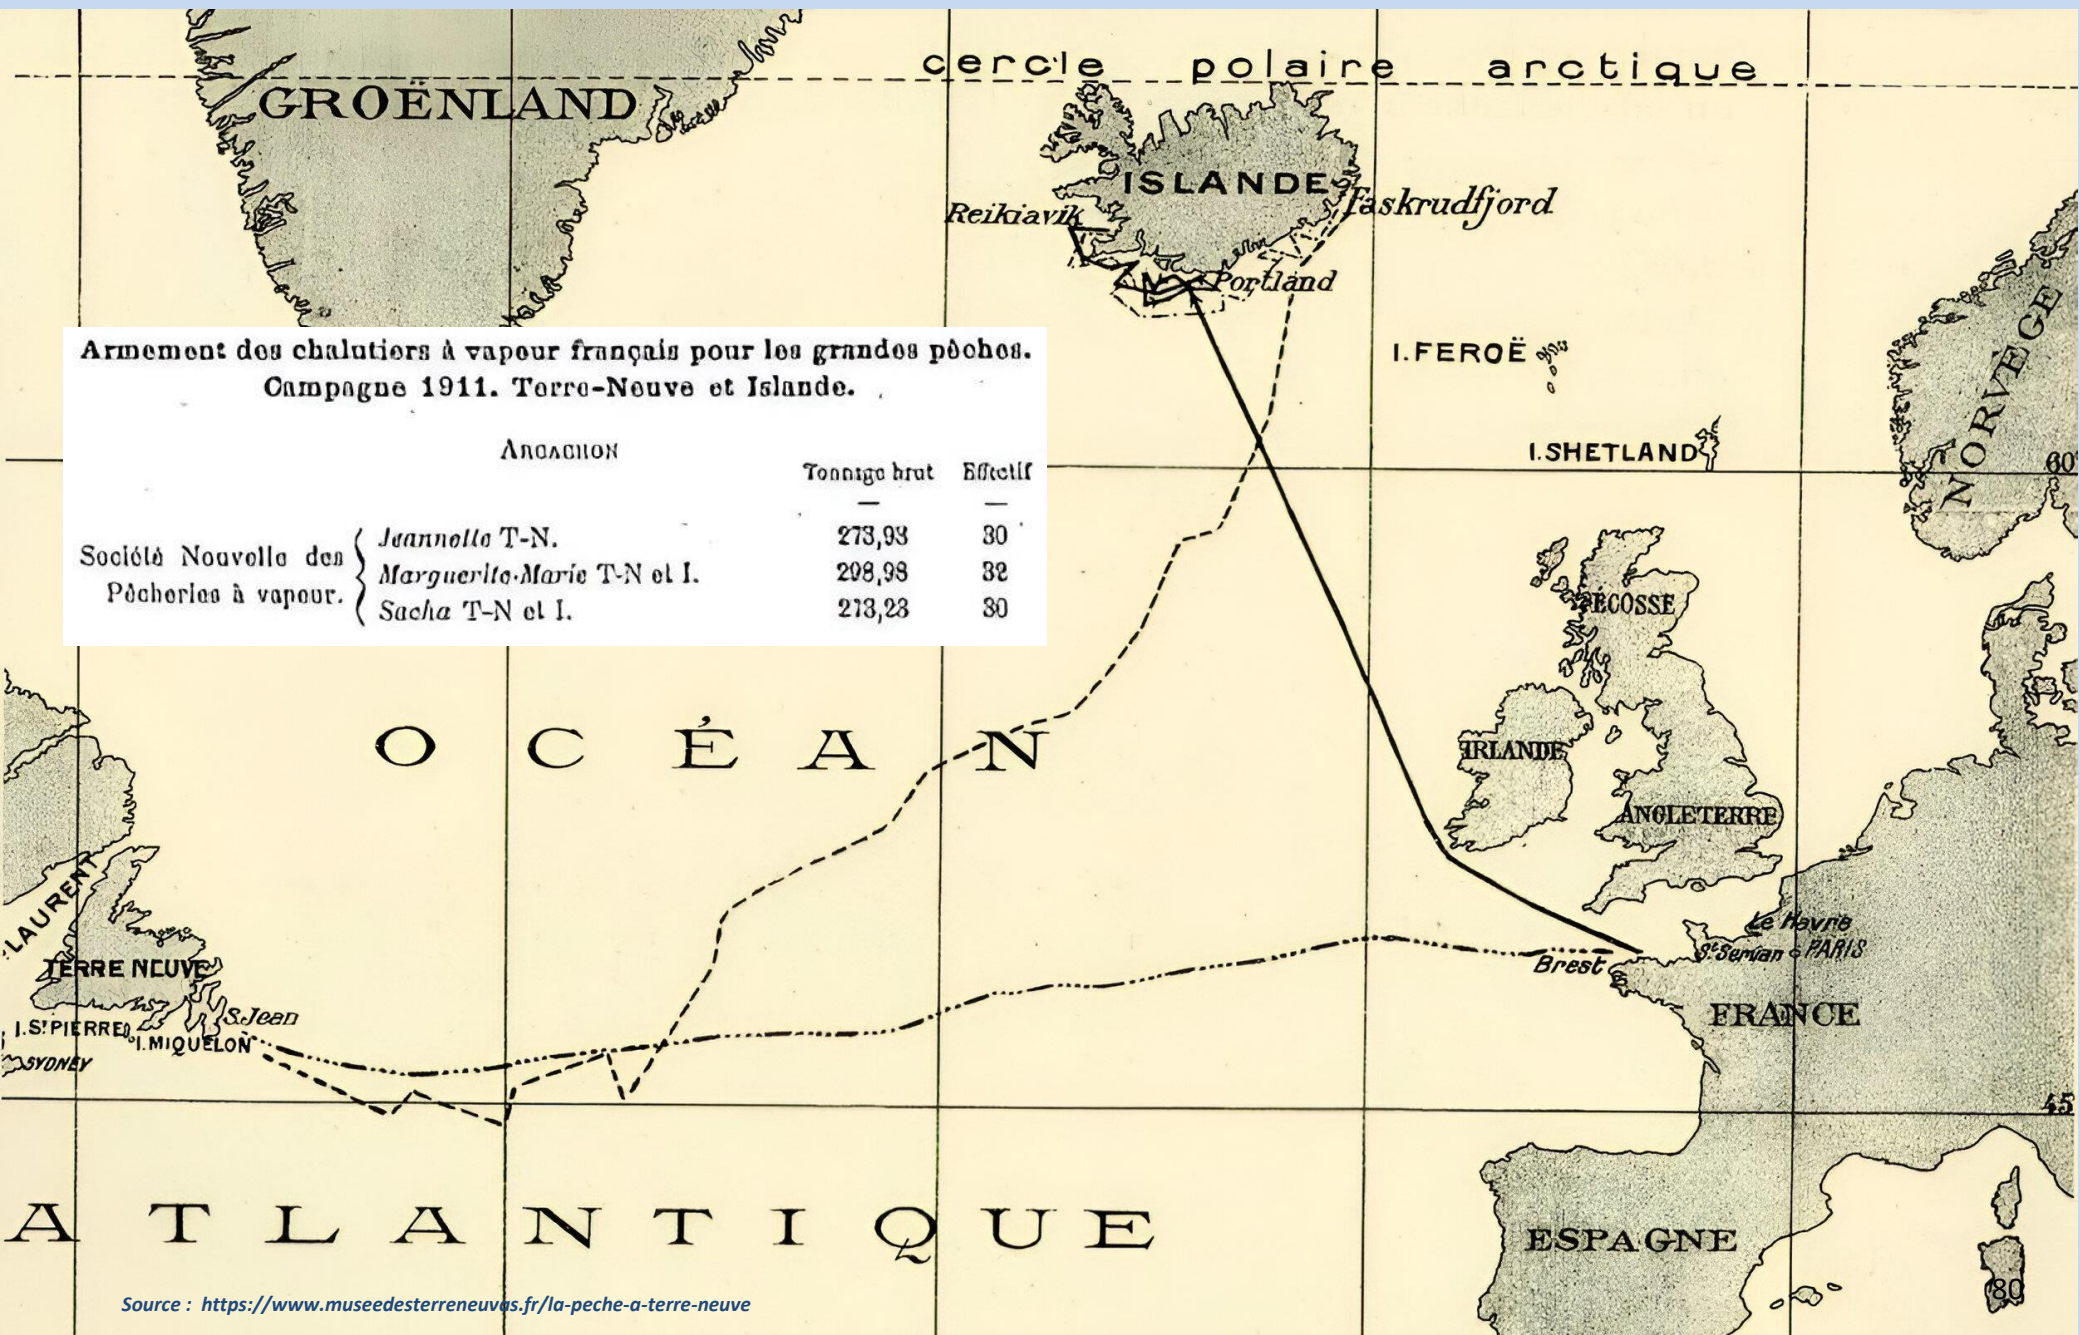 cercle polaire arctique
GROËNLAND
ISLANDE
Reikiavik
Faskrudfjord
Portland
I.FEROË
I.SHETLAND
NORVÈGE
60
Armement des chalutiers à vapeur français pour les grandes pêches.
Campagne 1911. Terre-Neuve et Islande.
ARCACHON
Tonnage brut Effectif
Société Nouvelle des Pêcheries à vapeur.
Jeannette T-N. 273,93 30
Marguerite-Marie T-N et I. 298,98 32
Sacha T-N et I. 273,23 30
ÉCOSSE
IRLANDE
ANGLETERRE
OCÉAN
LAURENT
TERRE NEUVE
S.Jean
I.St PIERRE
I.MIQUELON
SYDNEY
Le Havre
St Servan PARIS
Brest
FRANCE
45
ATLANTIQUE
ESPAGNE
80
Source : https://www.museedesterreneuvas.fr/la-peche-a-terre-neuve